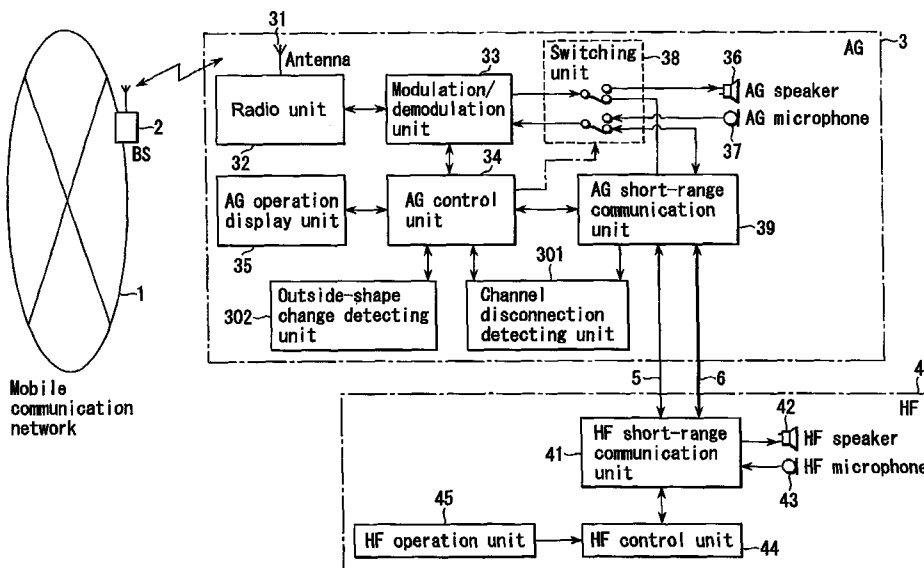 31
Antenna
33
Switching
unit
38
AG
3
36
AG speaker
AG microphone
37
Modulation/
demodulation
unit
Radio unit
32
2
BS
34
AG operation
display unit
35
AG control
unit
AG short-range
communication
unit
39
301
302
Outside-shape
change detecting
unit
Channel
disconnection
detecting unit
1
Mobile
communication
network
5
6
4
HF
42
HF speaker
HF microphone
43
41
HF short-range
communication
unit
45
HF operation unit
HF control unit
44